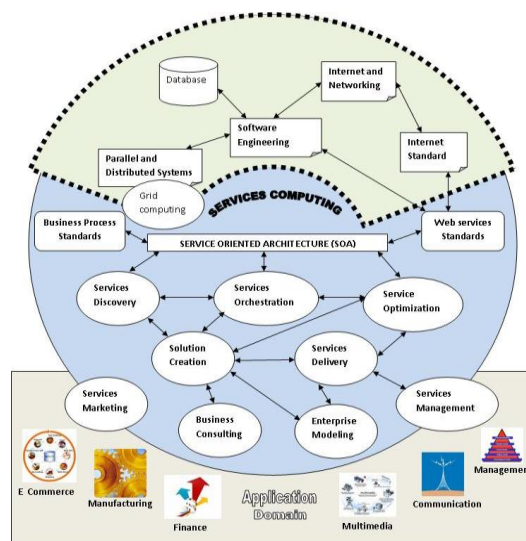 Database
Internet and
Networking
Software
Engineering
Internet
Standard
Parallel and
Distributed Systems
Grid
computing
SERVICES COMPUTING
Business Process
Standards
Web services
Standards
SERVICE ORIENTED ARCHITECTURE (SOA)
Services
Discovery
Services
Orchestration
Service
Optimization
Solution
Creation
Services
Delivery
Services
Marketing
Services
Management
Business
Consulting
Enterprise
Modeling
E Commerce
Manufacturing
Finance
Application
Domain
Multimedia
Communication
Management